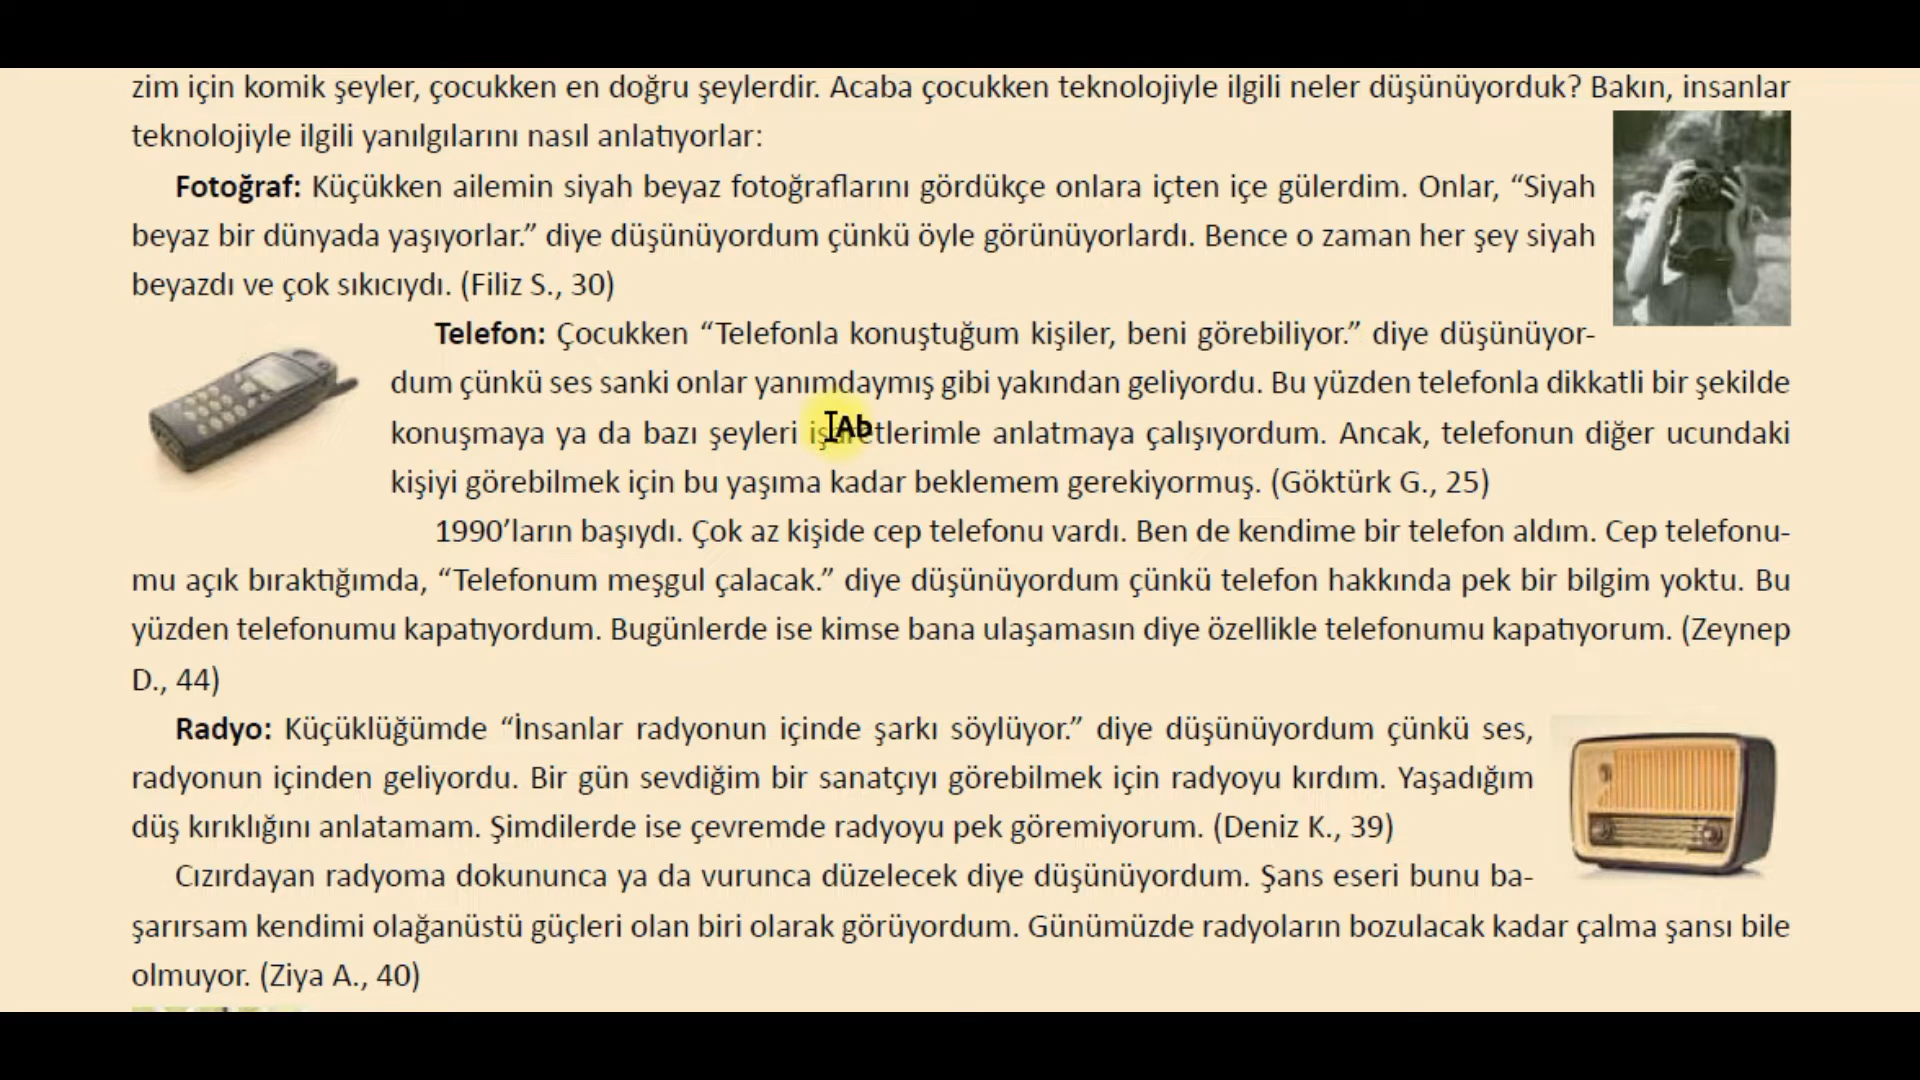 zim için komik şeyler, çocukken en doğru şeylerdir. Acaba çocukken teknolojiyle ilgili neler düşünüyorduk? Bakın, insanlar
teknolojiyle ilgili yanılgılarını nasıl anlatıyorlar:
Fotoğraf: Küçükken ailemin siyah beyaz fotoğraflarını gördükçe onlara içten içe gülerdim. Onlar, “Siyah
beyaz bir dünyada yaşıyorlar.” diye düşünüyordum çünkü öyle görünüyorlardı. Bence o zaman her şey siyah
beyazdı ve çok sıkıcıydı. (Filiz S., 30)
Telefon: Çocukken “Telefonla konuştuğum kişiler, beni görebiliyor.” diye düşünüyor-
dum çünkü ses sanki onlar yanımdaymış gibi yakından geliyordu. Bu yüzden telefonla dikkatli bir şekilde
konuşmaya ya da bazı şeyleri işaretlerimle anlatmaya çalışıyordum. Ancak, telefonun diğer ucundaki
kişiyi görebilmek için bu yaşıma kadar beklemem gerekiyormuş. (Göktürk G., 25)
1990’ların başıydı. Çok az kişide cep telefonu vardı. Ben de kendime bir telefon aldım. Cep telefonu-
mu açık bıraktığımda, “Telefonum meşgul çalacak.” diye düşünüyordum çünkü telefon hakkında pek bir bilgim yoktu. Bu
yüzden telefonumu kapatıyordum. Bugünlerde ise kimse bana ulaşamasın diye özellikle telefonumu kapatıyorum. (Zeynep
D., 44)
Radyo: Küçüklüğümde “İnsanlar radyonun içinde şarkı söylüyor.” diye düşünüyordum çünkü ses,
radyonun içinden geliyordu. Bir gün sevdiğim bir sanatçıyı görebilmek için radyoyu kırdım. Yaşadığım
düş kırıklığını anlatamam. Şimdilerde ise çevremde radyoyu pek göremiyorum. (Deniz K., 39)
Cızırdayan radyoma dokununca ya da vurunca düzelecek diye düşünüyordum. Şans eseri bunu ba-
şarırsam kendimi olağanüstü güçleri olan biri olarak görüyordum. Günümüzde radyoların bozulacak kadar çalma şansı bile
olmuyor. (Ziya A., 40)